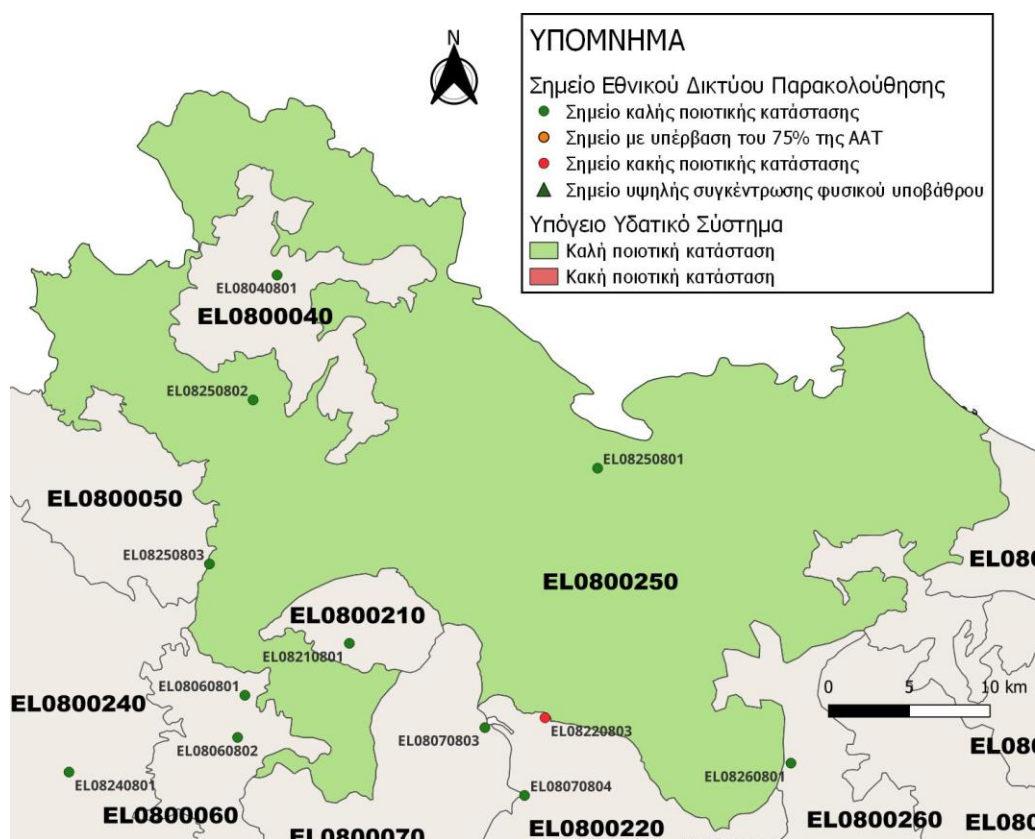 N
ΥΠΟΜΝΗΜΑ
Σημείο Εθνικού Δικτύου Παρακολούθησης
Σημείο καλής ποιοτικής κατάστασης
Σημείο με υπέρβαση του 75% της ΑΑΤ
Σημείο κακής ποιοτικής κατάστασης
Σημείο υψηλής συγκέντρωσης φυσικού υποβάθρου
Υπόγειο Υδατικό Σύστημα
Καλή ποιοτική κατάσταση
Κακή ποιοτική κατάσταση
EL08040801
EL0800040
EL08250802
EL08250801
EL0800050
EL08250803
EL0800250
EL080
EL0800210
EL08210801
EL08060801
EL0800240
0 5 10 km
EL08060802
EL08070803
EL08220803
EL080
EL08240801
EL08070804
EL08260801
EL0800060
EL0800070
EL0800220
EL0800260
EL080